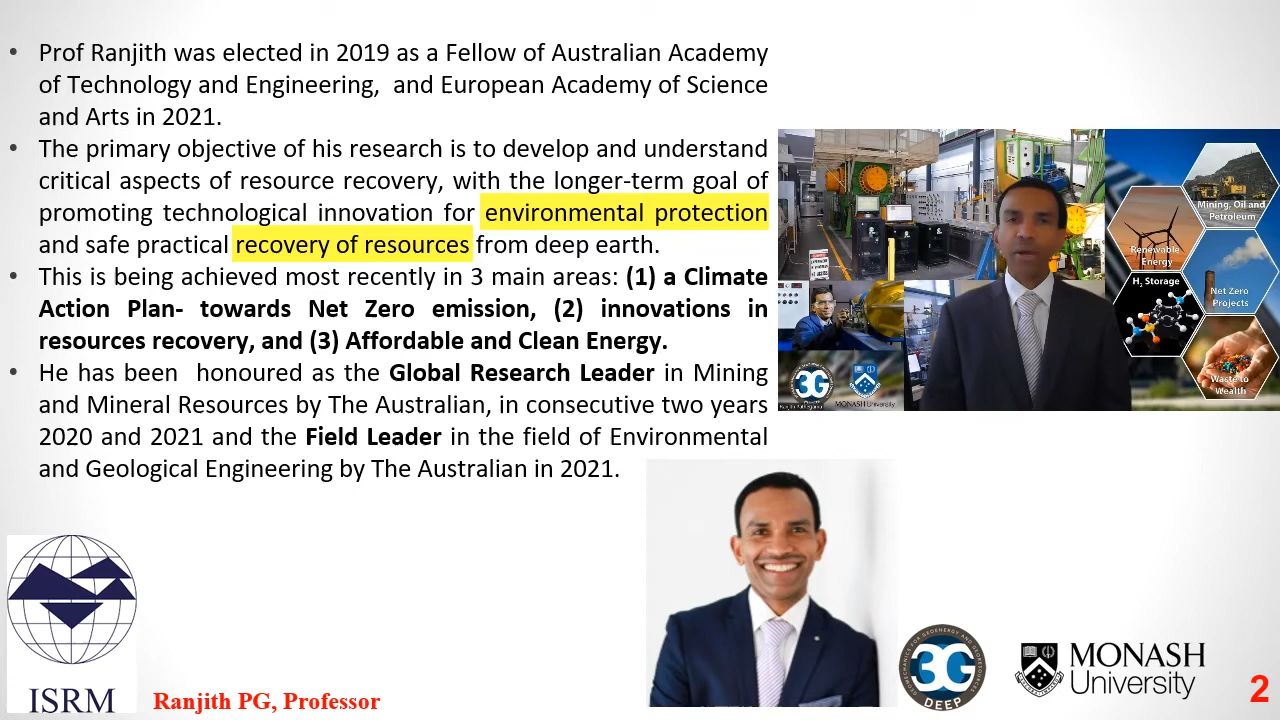 • Prof Ranjith was elected in 2019 as a Fellow of Australian Academy
of Technology and Engineering, and European Academy of Science
and Arts in 2021.
• The primary objective of his research is to develop and understand
critical aspects of resource recovery, with the longer-term goal of
promoting technological innovation for environmental protection
and safe practical recovery of resources from deep earth.
• This is being achieved most recently in 3 main areas: (1) a Climate
Action Plan- towards Net Zero emission, (2) innovations in
resources recovery, and (3) Affordable and Clean Energy.
• He has been honoured as the Global Research Leader in Mining
and Mineral Resources by The Australian, in consecutive two years
2020 and 2021 and the Field Leader in the field of Environmental
and Geological Engineering by The Australian in 2021.
Mining, Oil and
Petroleum
Renewable
Energy
H₂ Storage
Net Zero
Projects
Waste to
Wealth
3G
MONASH University
ISRM
Ranjith PG, Professor
GEOMECHANICS FOR GEOENERGY AND GEORESOURCES
3G
DEEP
MONASH
University
2